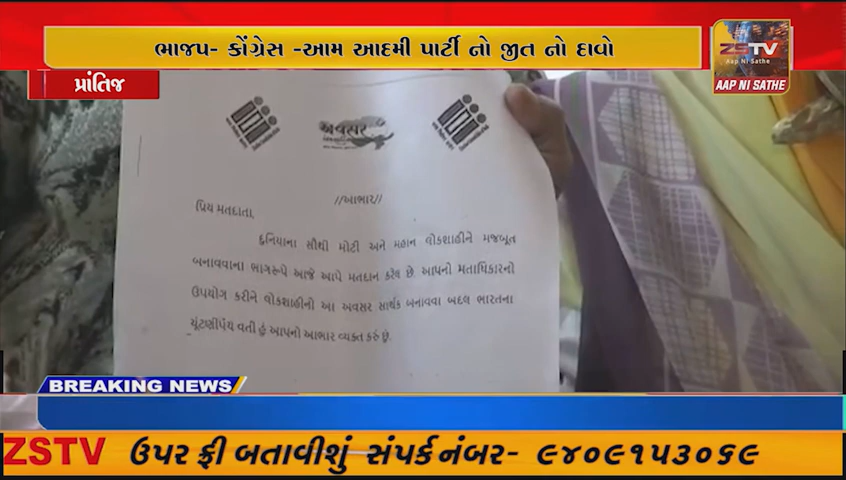 ભાજપ- કોંગ્રેસ -આમ આદમી પાર્ટી નો જીત નો દાવો
ZSTV
Aap Ni Sathe
AAP NI SATHE
પ્રાંતિજ
અવસર
//આભાર//
પ્રિય મતદાતા,
દુનિયાના સૌથી મોટી અને મહાન લોકશાહીને મજબૂત
બનાવવાના ભાગરૂપે આજે આપે મતદાન કરેલ છે આપનો મતાધિકારનો
ઉપયોગ કરીને લોકશાહીનો આ અવસર સાર્થક બનાવવા બદલ ભારતના
ચૂંટણીપંચ વતી હું આપનો આભાર વ્યક્ત કરું છું.
BREAKING NEWS
ZSTV ઉપર ફ્રી બતાવીશું સંપર્ક નંબર- ૯૪૦૯૧૫૩૦૬૯